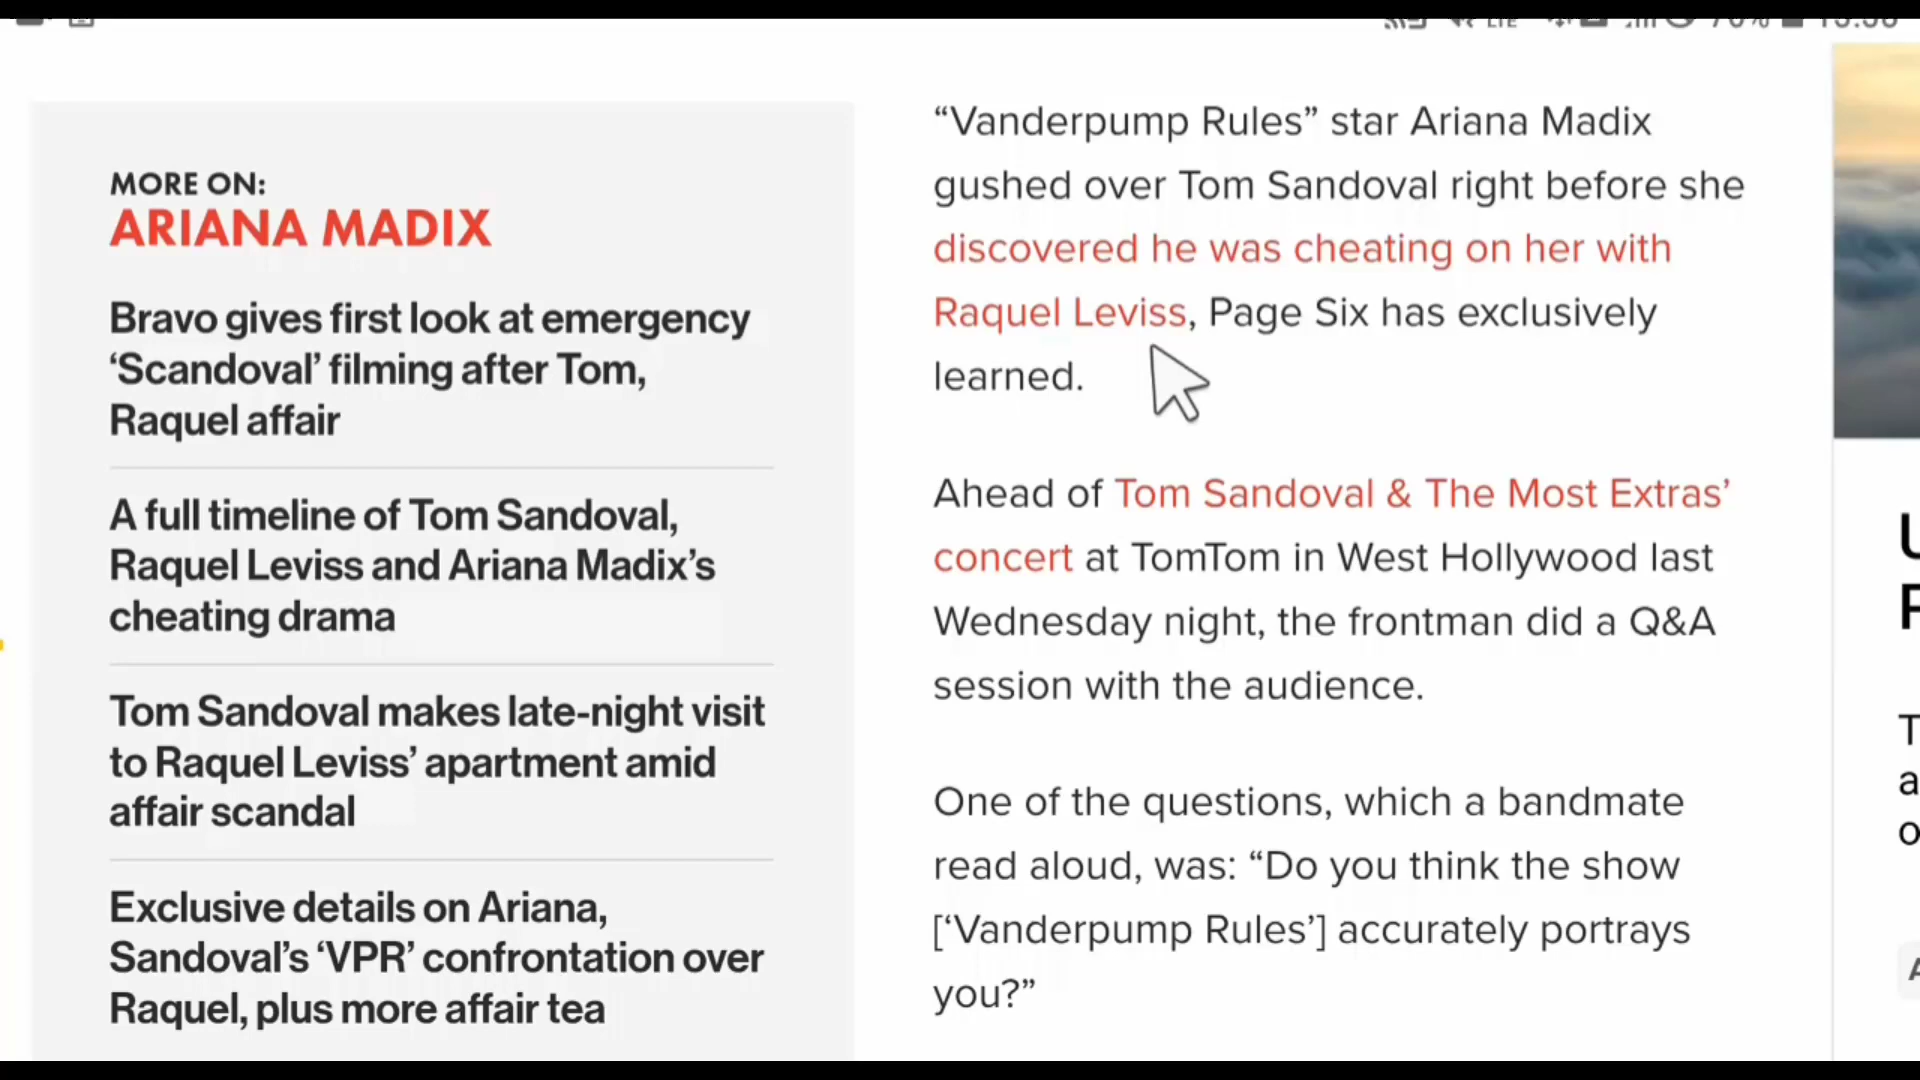 MORE ON:
ARIANA MADIX
Bravo gives first look at emergency
‘Scandoval’ filming after Tom,
Raquel affair
A full timeline of Tom Sandoval,
Raquel Leviss and Ariana Madix’s
cheating drama
Tom Sandoval makes late-night visit
to Raquel Leviss’ apartment amid
affair scandal
Exclusive details on Ariana,
Sandoval’s ‘VPR’ confrontation over
Raquel, plus more affair tea
“Vanderpump Rules” star Ariana Madix
gushed over Tom Sandoval right before she
discovered he was cheating on her with
Raquel Leviss, Page Six has exclusively
learned.
Ahead of Tom Sandoval & The Most Extras’
concert at TomTom in West Hollywood last
Wednesday night, the frontman did a Q&A
session with the audience.
One of the questions, which a bandmate
read aloud, was: “Do you think the show
[‘Vanderpump Rules’] accurately portrays
you?”